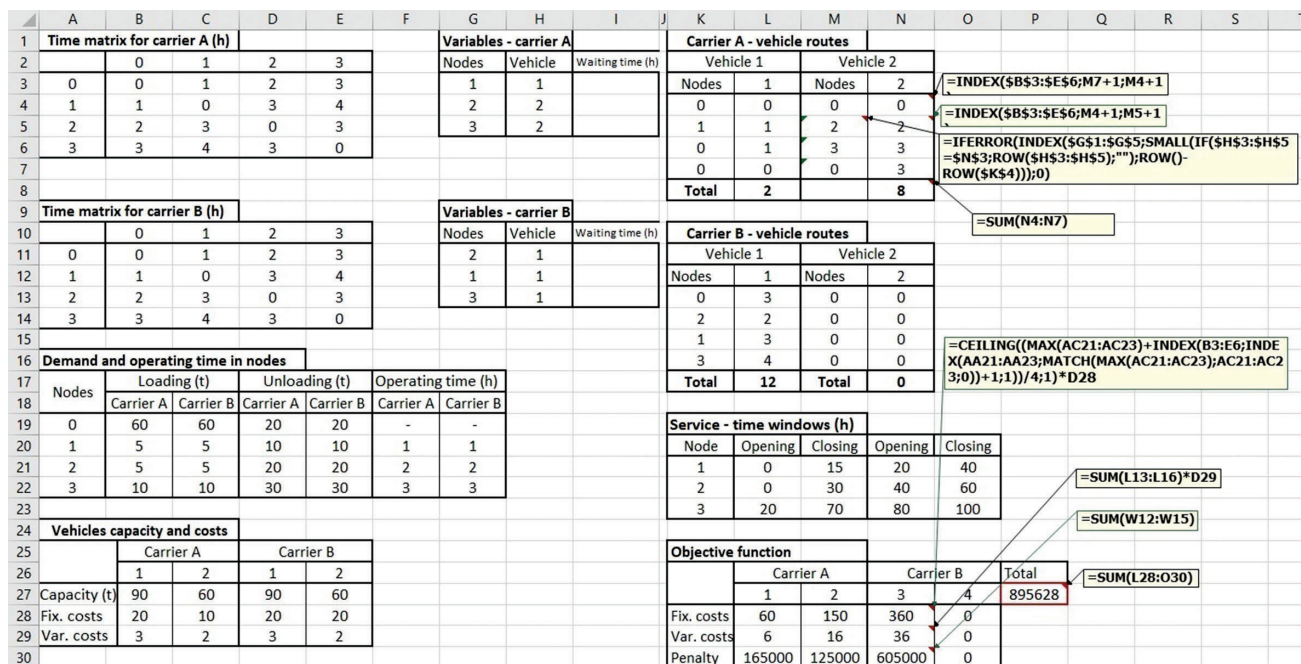 A B C D E F G H I J K L M N O P Q R S
1 Time matrix for carrier A (h) Variables - carrier A Carrier A - vehicle routes
2 0 1 2 3 Nodes Vehicle Waiting time (h) Vehicle 1 Vehicle 2
3 0 0 1 2 3 1 1 Nodes 1 Nodes 2 =INDEX($B$3:$E$6;M7+1;M4+1
4 1 1 0 3 4 2 2 0 0 0 0
5 2 2 3 0 3 3 2 1 1 2 2 =INDEX($B$3:$E$6;M4+1;M5+1
6 3 3 4 3 0 0 1 3 3 =IFERROR(INDEX($G$1:$G$5;SMALL(IF($H$3:$H$5
=$N$3;ROW($H$3:$H$5);"");ROW()-
7 0 0 0 3 ROW($K$4)));0)
8 Total 2 8
9 Time matrix for carrier B (h) Variables - carrier B =SUM(N4:N7)
10 0 1 2 3 Nodes Vehicle Waiting time (h) Carrier B - vehicle routes
11 0 0 1 2 3 2 1 Vehicle 1 Vehicle 2
12 1 1 0 3 4 1 1 Nodes 1 Nodes 2
13 2 2 3 0 3 3 1 0 3 0 0
14 3 3 4 3 0 2 2 0 0
15 1 3 0 0 =CEILING((MAX(AC21:AC23)+INDEX(B3:E6;INDE
16 Demand and operating time in nodes 3 4 0 0 X(AA21:AA23;MATCH(MAX(AC21:AC23);AC21:AC2
17 Nodes Loading (t) Unloading (t) Operating time (h) Total 12 Total 0 3;0))+1;1))/4;1)*D28
18 Carrier A Carrier B Carrier A Carrier B Carrier A Carrier B
19 0 60 60 20 20 - - Service - time windows (h)
20 1 5 5 10 10 1 1 Node Opening Closing Opening Closing
21 2 5 5 20 20 2 2 1 0 15 20 40
22 3 10 10 30 30 3 3 2 0 30 40 60 =SUM(L13:L16)*D29
23 3 20 70 80 100
24 Vehicles capacity and costs =SUM(W12:W15)
25 Carrier A Carrier B Objective function
26 1 2 1 2 Carrier A Carrier B Total
27 Capacity (t) 90 60 90 60 1 2 3 4 895628 =SUM(L28:O30)
28 Fix. costs 20 10 20 20 Fix. costs 60 150 360 0
29 Var. costs 3 2 3 2 Var. costs 6 16 36 0
30 Penalty 165000 125000 605000 0